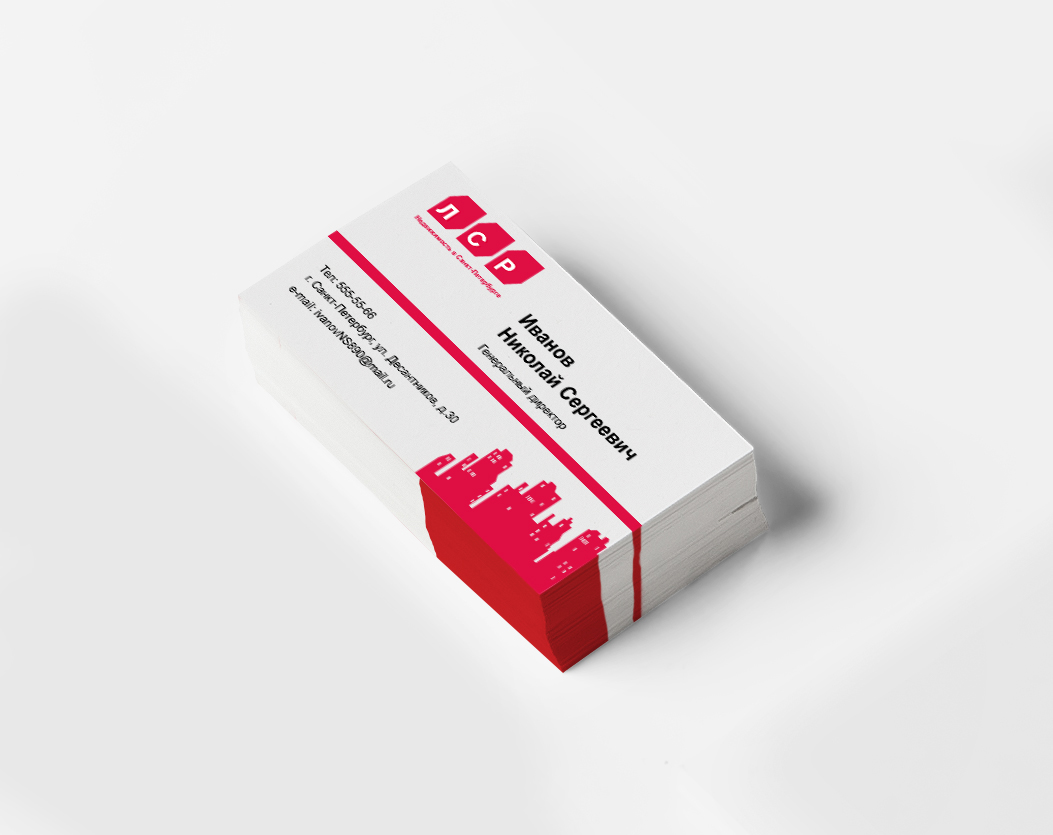 ЛСР
Недвижимость в Санкт-Петербурге
Иванов
Николай Сергеевич
Генеральный директор
Тел: 555-55-66
г. Санкт-Петербург, ул. Десантников, д.30
e-mail: IvanovNS890@mail.ru